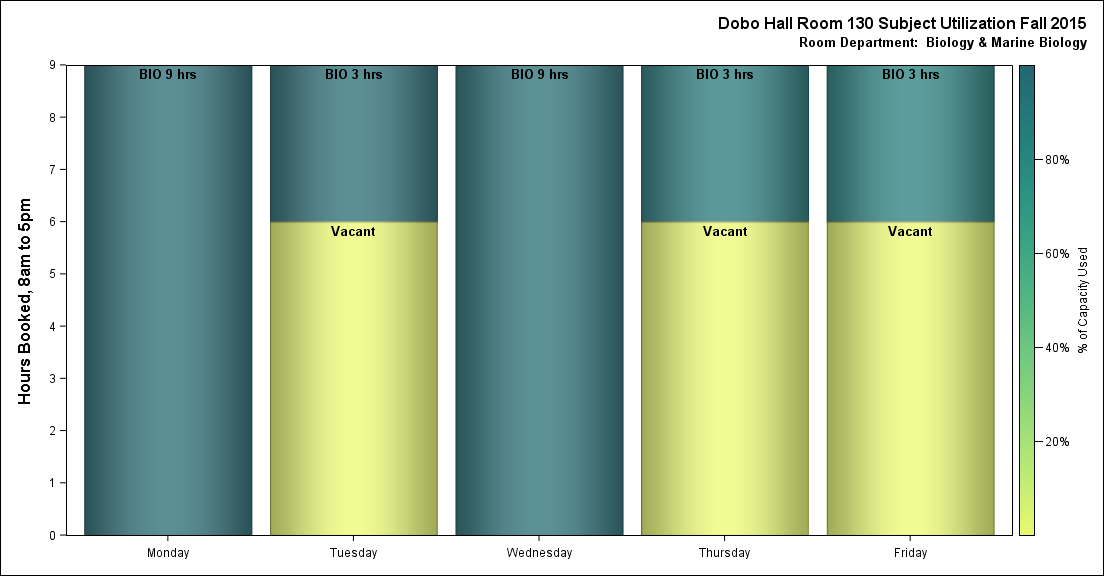 Dobo Hall Room 130 Subject Utilization Fall 2015
Room Department: Biology & Marine Biology
Hours Booked, 8am to 5pm
9
8
7
6
5
4
3
2
1
0
BIO 9 hrs
BIO 3 hrs
BIO 9 hrs
BIO 3 hrs
BIO 3 hrs
Vacant
Vacant
Vacant
Monday
Tuesday
Wednesday
Thursday
Friday
80%
60%
40%
20%
% of Capacity Used